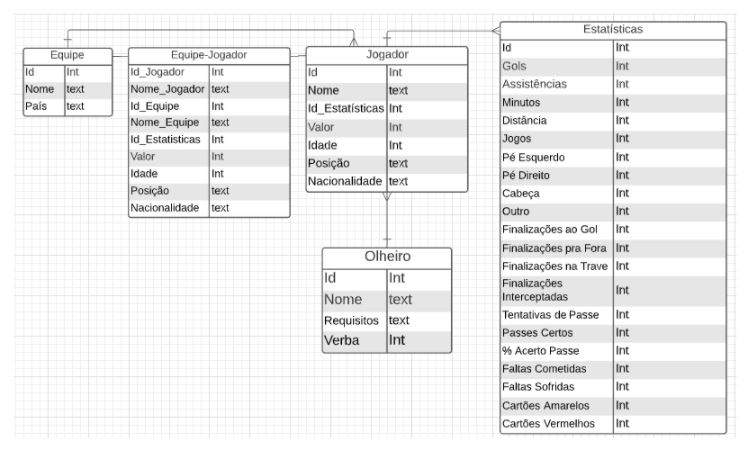 Equipe
Id Int
Nome text
País text
Equipe-Jogador
Id_Jogador Int
Nome_Jogador text
Id_Equipe Int
Nome_Equipe text
Id_Estatisticas Int
Valor Int
Idade Int
Posição text
Nacionalidade text
Jogador
Id Int
Nome text
Id_Estatísticas Int
Valor Int
Idade Int
Posição text
Nacionalidade text
Olheiro
Id Int
Nome text
Requisitos text
Verba Int
Estatísticas
Id Int
Gols Int
Assistências Int
Minutos Int
Distância Int
Jogos Int
Pé Esquerdo Int
Pé Direito Int
Cabeça Int
Outro Int
Finalizações ao Gol Int
Finalizações pra Fora Int
Finalizações na Trave Int
Finalizações
Interceptadas Int
Tentativas de Passe Int
Passes Certos Int
% Acerto Passe Int
Faltas Cometidas Int
Faltas Sofridas Int
Cartões Amarelos Int
Cartões Vermelhos Int